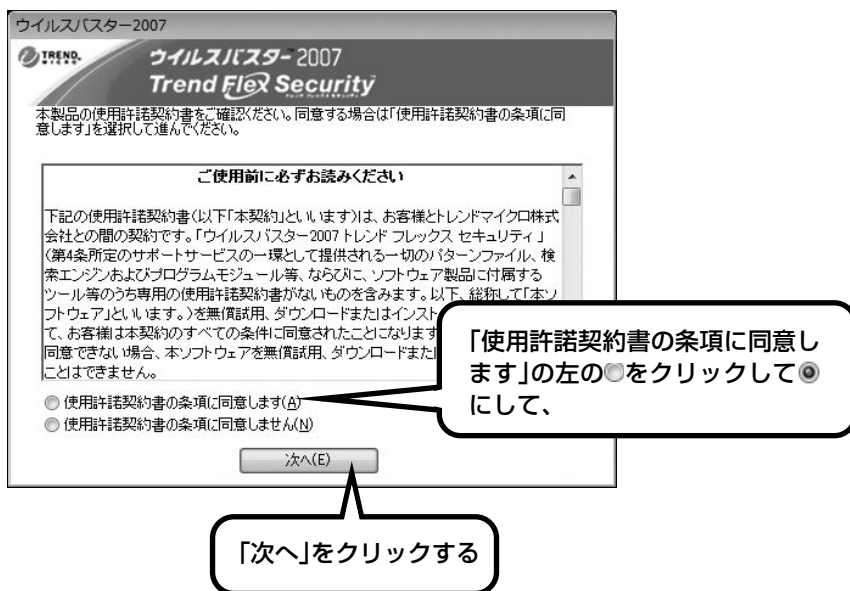 ウイルスバスター2007
TREND
ウイルスバスター™2007
Trend Flex Security
本製品の使用許諾契約書をご確認ください。同意する場合は「使用許諾契約書の条項に同
意します」を選択して進んでください。
ご使用前に必ずお読みください
下記の使用許諾契約書(以下「本契約」といいます)は、お客様とトレンドマイクロ株式
会社との間の契約です。「ウイルスバスター2007 トレンド フレックス セキュリティ」
(第4条所定のサポートサービスの一環として提供される一切のパターンファイル、検
索エンジンおよびプログラムモジュール等、ならびに、ソフトウェア製品に付属する
ツール等のうち専用の使用許諾契約書がないものを含みます。以下、総称して「本ソ
フトウェア」といいます。)を無償試用、ダウンロードまたはインスト
て、お客様は本契約のすべての条件に同意されたことになります
同意できない場合、本ソフトウェアを無償試用、ダウンロードまた
ことはできません。
使用許諾契約書の条項に同意します(A)
使用許諾契約書の条項に同意しません(N)
次へ(E)
「使用許諾契約書の条項に同意し
ます」の左の◎をクリックして◉
にして、
「次へ」をクリックする